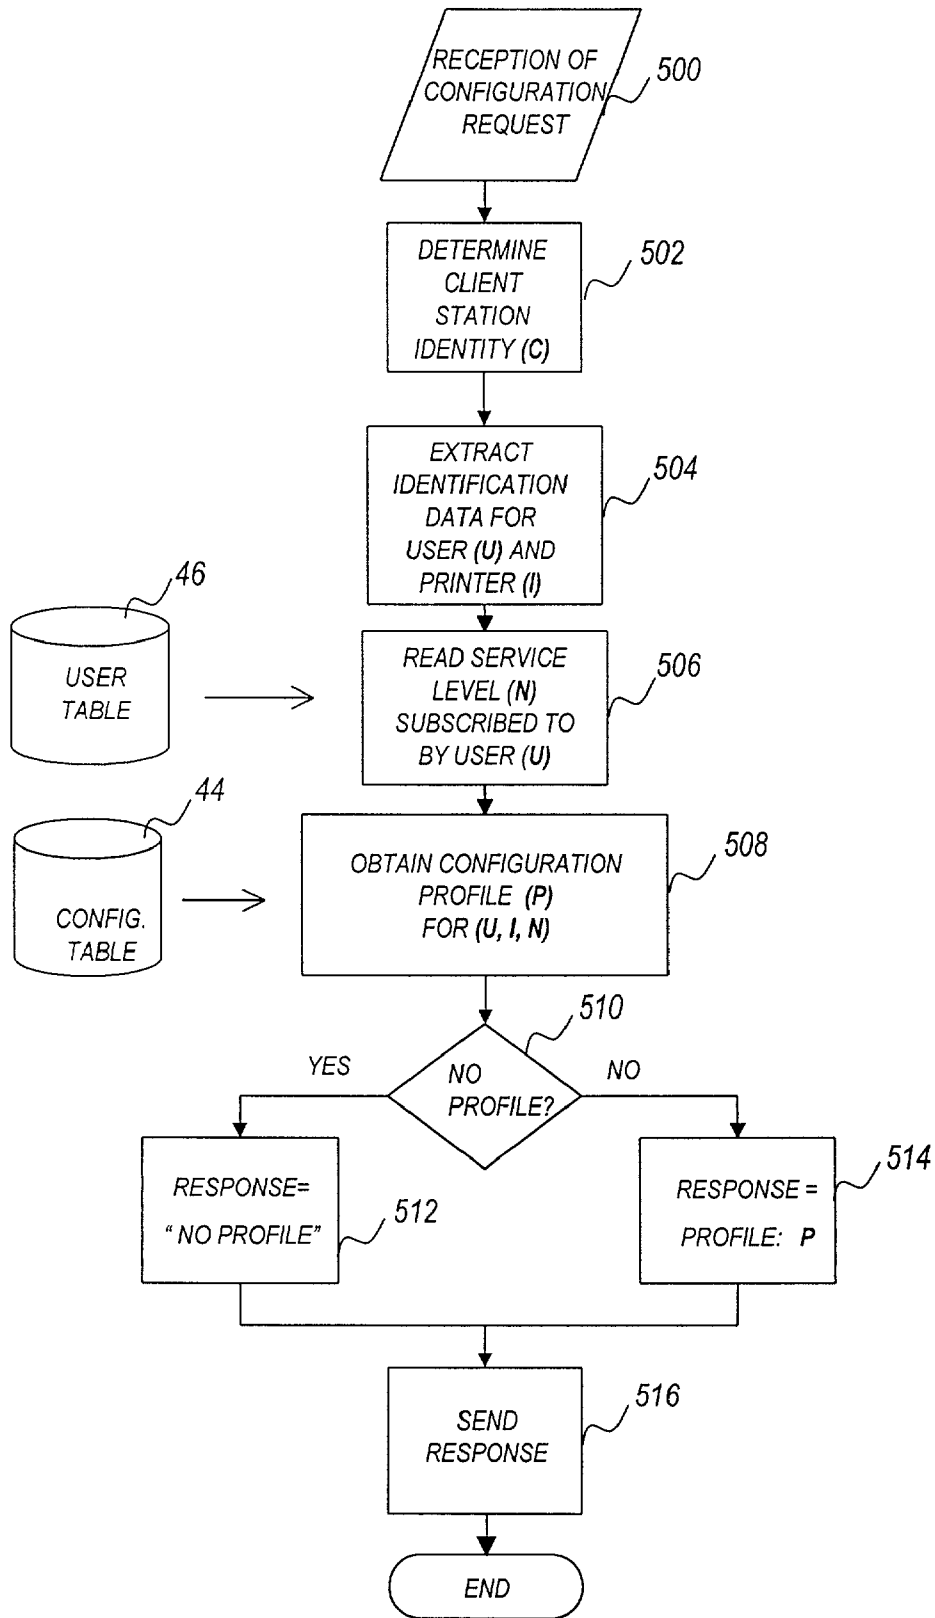 RECEPTION OF
CONFIGURATION
REQUEST
500
DETERMINE
CLIENT
STATION
IDENTITY (C)
502
EXTRACT
IDENTIFICATION
DATA FOR
USER (U) AND
PRINTER (I)
504
46
USER
TABLE
READ SERVICE
LEVEL (N)
SUBSCRIBED TO
BY USER (U)
506
44
CONFIG.
TABLE
OBTAIN CONFIGURATION
PROFILE (P)
FOR (U, I, N)
508
510
YES
NO
PROFILE?
NO
RESPONSE=
“ NO PROFILE”
512
RESPONSE =
PROFILE: P
514
SEND
RESPONSE
516
END